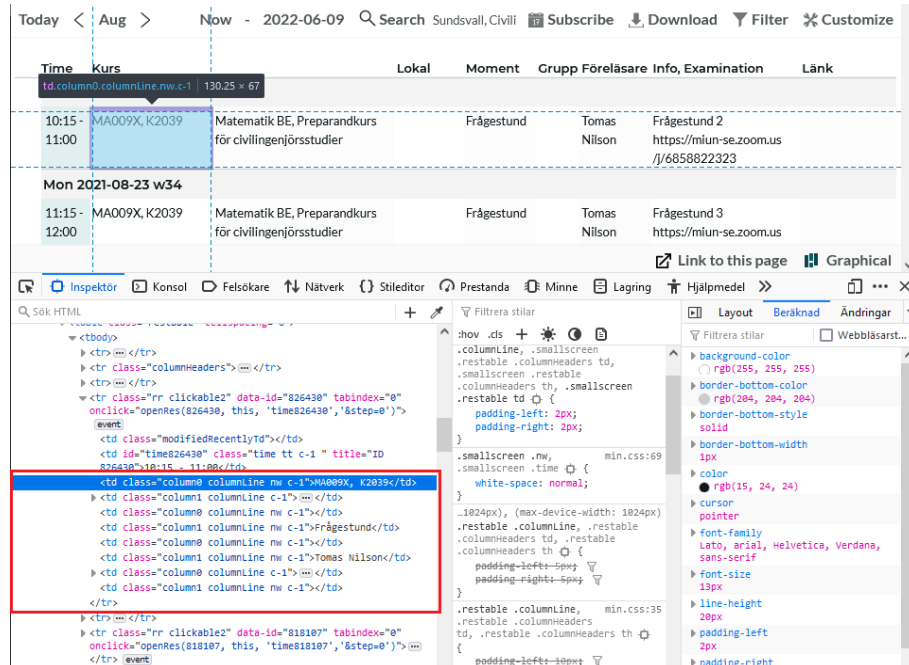 Today Aug Now - 2022-06-09 Search Sundsvall, Civili Subscribe Download Filter Customize
Time Kurs Lokal Moment Grupp Föreläsare Info, Examination Länk
td.column0.columnLine.nw.c-1 | 130.25 × 67
10:15 - MA009X, K2039 Matematik BE, Preparandkurs Frågestund Tomas Frågestund 2
11:00 för civilingenjörsstudier Nilson https://miun-se.zoom.us
/j/6858822323
Mon 2021-08-23 w34
11:15 - MA009X, K2039 Matematik BE, Preparandkurs Frågestund Tomas Frågestund 3
12:00 för civilingenjörsstudier Nilson https://miun-se.zoom.us
Link to this page Graphical
Inspektör Konsol Felsökare Nätverk {} Stileditor Prestanda Minne Lagring Hjälpmedel
Sök HTML
<tbody>
<tr> ••• </tr>
<tr class="columnHeaders"> ••• </tr>
<tr> ••• </tr>
<tr class="rr clickable2" data-id="826430" tabindex="0"
onclick="openRes(826430, this, 'time826430','&step=0')">
event
<td class="modifiedRecentlyTd"></td>
<td id="time826430" class="time tt c-1 " title="ID
826430">10:15 - 11:00</td>
<td class="column0 columnLine nw c-1">MA009X, K2039</td>
<td class="column1 columnLine c-1"> ••• </td>
<td class="column0 columnLine nw c-1"></td>
<td class="column1 columnLine nw c-1">Frågestund</td>
<td class="column0 columnLine nw c-1"></td>
<td class="column1 columnLine nw c-1">Tomas Nilson</td>
<td class="column0 columnLine c-1"> ••• </td>
<td class="column1 columnLine nw c-1"></td>
</tr>
<tr> ••• </tr>
<tr class="rr clickable2" data-id="818107" tabindex="0"
onclick="openRes(818107, this, 'time818107','&step=0')"> •••
</tr> event
Filtrera stilar
:hov .cls +
.columnLine, .smallscreen
.restable .columnHeaders td,
.smallscreen .restable
.columnHeaders th, .smallscreen
.restable td {
padding-left: 2px;
padding-right: 2px;
}
.smallscreen .nw, min.css:69
.smallscreen .time {
white-space: normal;
}
…1024px), (max-device-width: 1024px)
.restable .columnLine, .restable
.columnHeaders td, .restable
.columnHeaders th {
padding-left: 5px;
padding-right: 5px;
}
.restable .columnLine, min.css:35
.restable .columnHeaders
td, .restable .columnHeaders th
{
padding-left: 10px;
Layout Beräknad Ändringar
Filtrera stilar Webbläsarst...
background-color
rgb(255, 255, 255)
border-bottom-color
rgb(204, 204, 204)
border-bottom-style
solid
border-bottom-width
1px
color
rgb(15, 24, 24)
cursor
pointer
font-family
Lato, arial, Helvetica, Verdana,
sans-serif
font-size
13px
line-height
20px
padding-left
2px
padding-right